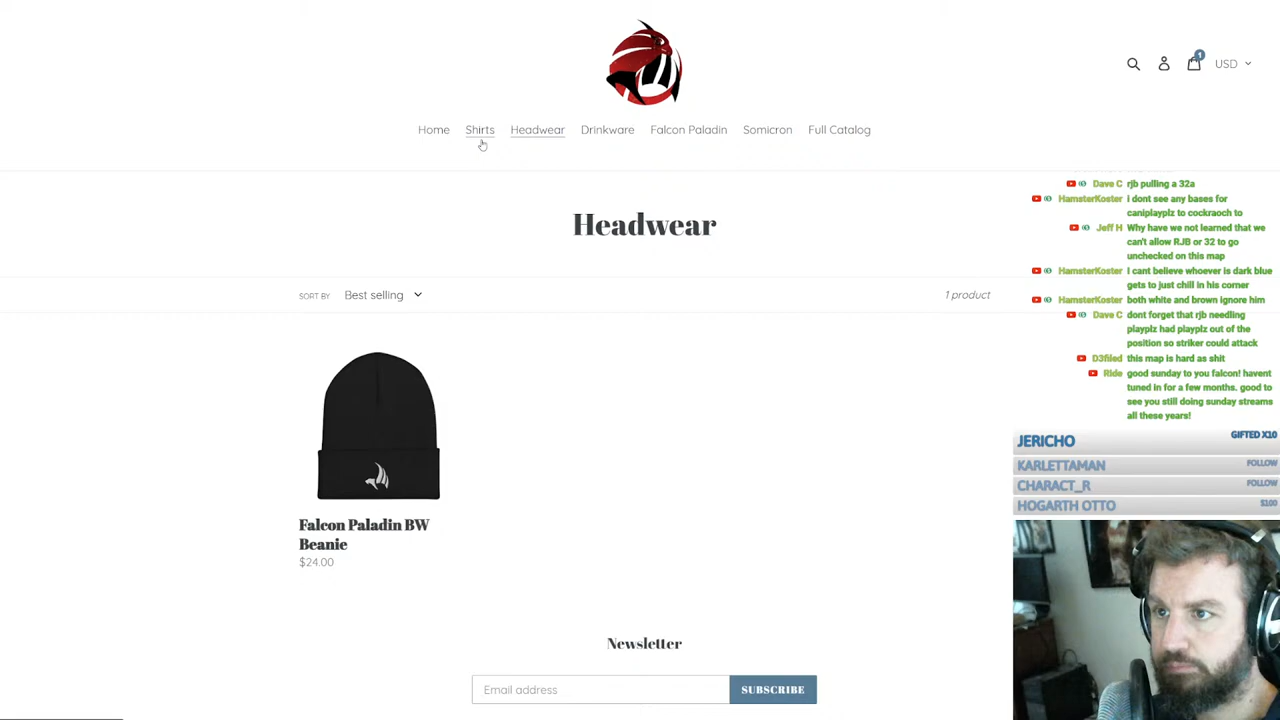 1
USD
Home Shirts Headwear Drinkware Falcon Paladin Somicron Full Catalog
Headwear
SORT BY Best selling
1 product
Falcon Paladin BW
Beanie
$24.00
Newsletter
Email address
SUBSCRIBE
Dave C rjb pulling a 32a
HamsterKoster i dont see any bases for
caniplayplz to cockraoch to
Jeff H Why have we not learned that we
can't allow RJB or 32 to go
unchecked on this map
HamsterKoster I cant believe whoever is dark blue
gets to just chill in his corner
HamsterKoster both white and brown ignore him
Dave C dont forget that rjb needling
playplz had playplz out of the
position so striker could attack
D3filed this map is hard as shit
Ride good sunday to you falcon! havent
tuned in for a few months. good to
see you still doing sunday streams
all these years!
JERICHO GIFTED X10
KARLETTAMAN FOLLOW
CHARACT_R FOLLOW
HOGARTH OTTO $100